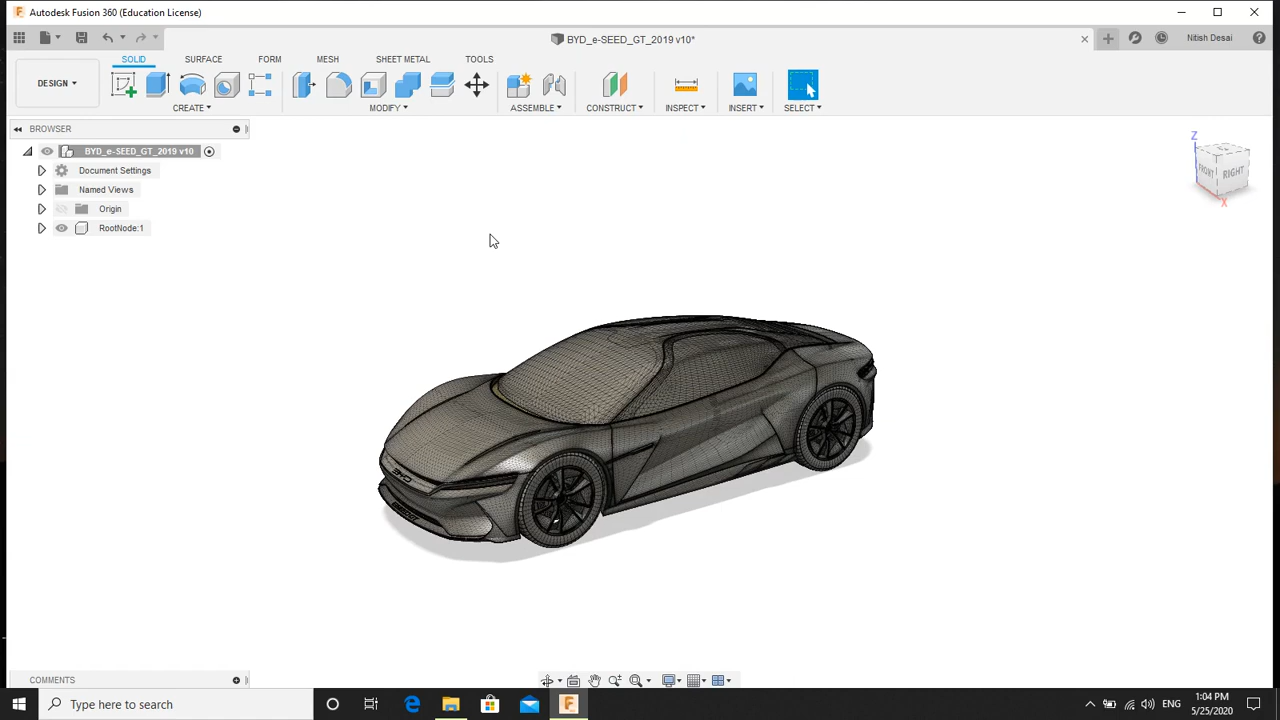 Autodesk Fusion 360 (Education License)
BYD_e-SEED_GT_2019 v10*
Nitish Desai
SOLID SURFACE FORM MESH SHEET METAL TOOLS
DESIGN
CREATE MODIFY ASSEMBLE CONSTRUCT INSPECT INSERT SELECT
BROWSER
BYD_e-SEED_GT_2019 v10
Document Settings
Named Views
Origin
RootNode:1
Z
FRONT RIGHT
X
BYD
COMMENTS
Type here to search
ENG
1:04 PM
5/25/2020